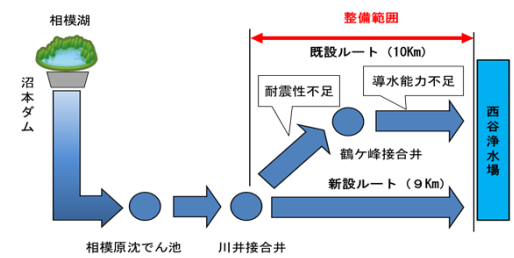 相模湖
沼本ダム
整備範囲
既設ルート（10Km）
耐震性不足
導水能力不足
鶴ケ峰接合井
新設ルート（９Km）
西谷浄水場
相模原沈でん池
川井接合井